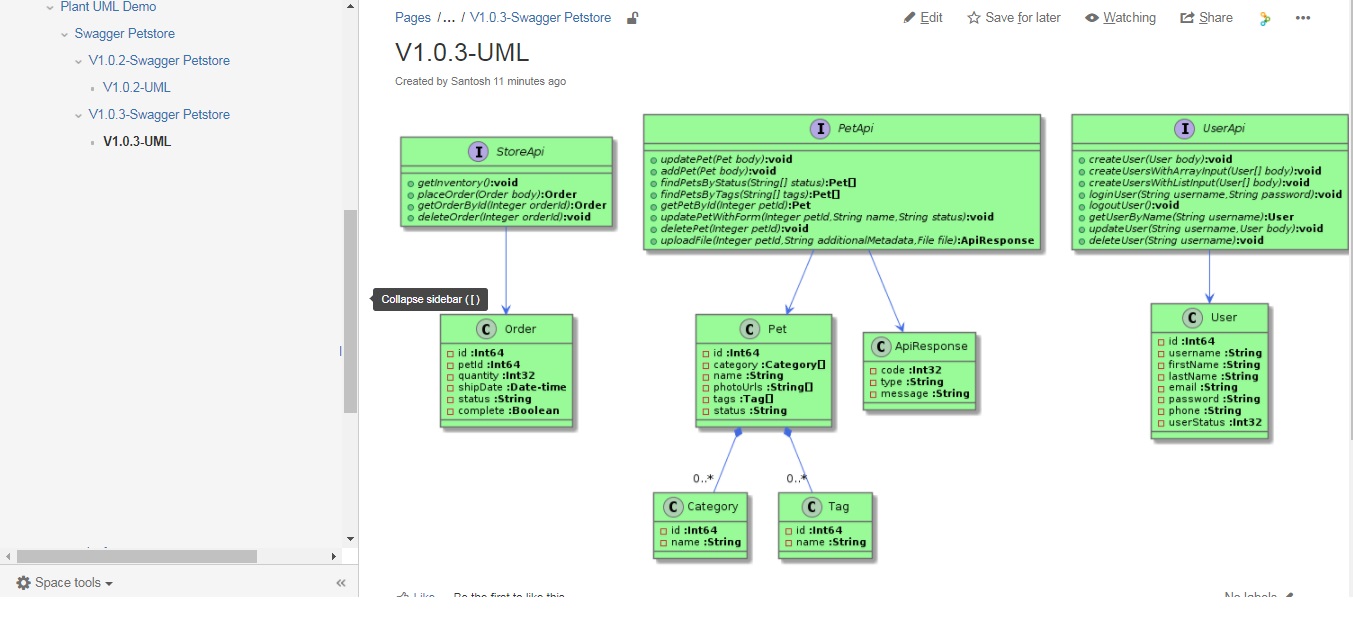 Plant UML Demo
Swagger Petstore
V1.0.2-Swagger Petstore
V1.0.2-UML
V1.0.3-Swagger Petstore
V1.0.3-UML
Space tools
Pages /... / V1.0.3-Swagger Petstore
Edit Save for later Watching Share
V1.0.3-UML
Created by Santosh 11 minutes ago
Collapse sidebar ( [ )
I StoreApi
getInventory():void
placeOrder(Order body):Order
getOrderById(Integer orderId):Order
deleteOrder(Integer orderId):void
I PetApi
updatePet(Pet body):void
addPet(Pet body):void
findPetsByStatus(String[] status):Pet[]
findPetsByTags(String[] tags):Pet[]
getPetById(Integer petId):Pet
updatePetWithForm(Integer petId,String name,String status):void
deletePet(Integer petId):void
uploadFile(Integer petId,String additionalMetadata,File file):ApiResponse
I UserApi
createUser(User body):void
createUsersWithArrayInput(User[] body):void
createUsersWithListInput(User[] body):void
loginUser(String username,String password):void
logoutUser():void
getUserByName(String username):User
updateUser(String username,User body):void
deleteUser(String username):void
C Order
id :Int64
petId :Int64
quantity :Int32
shipDate :Date-time
status :String
complete :Boolean
C Pet
id :Int64
category :Category[]
name :String
photoUrls :String[]
tags :Tag[]
status :String
C ApiResponse
code :Int32
type :String
message :String
C User
id :Int64
username :String
firstName :String
lastName :String
email :String
password :String
phone :String
userStatus :Int32
0..*
0..*
C Category
id :Int64
name :String
C Tag
id :Int64
name :String
Like Be the first to like this
No labels